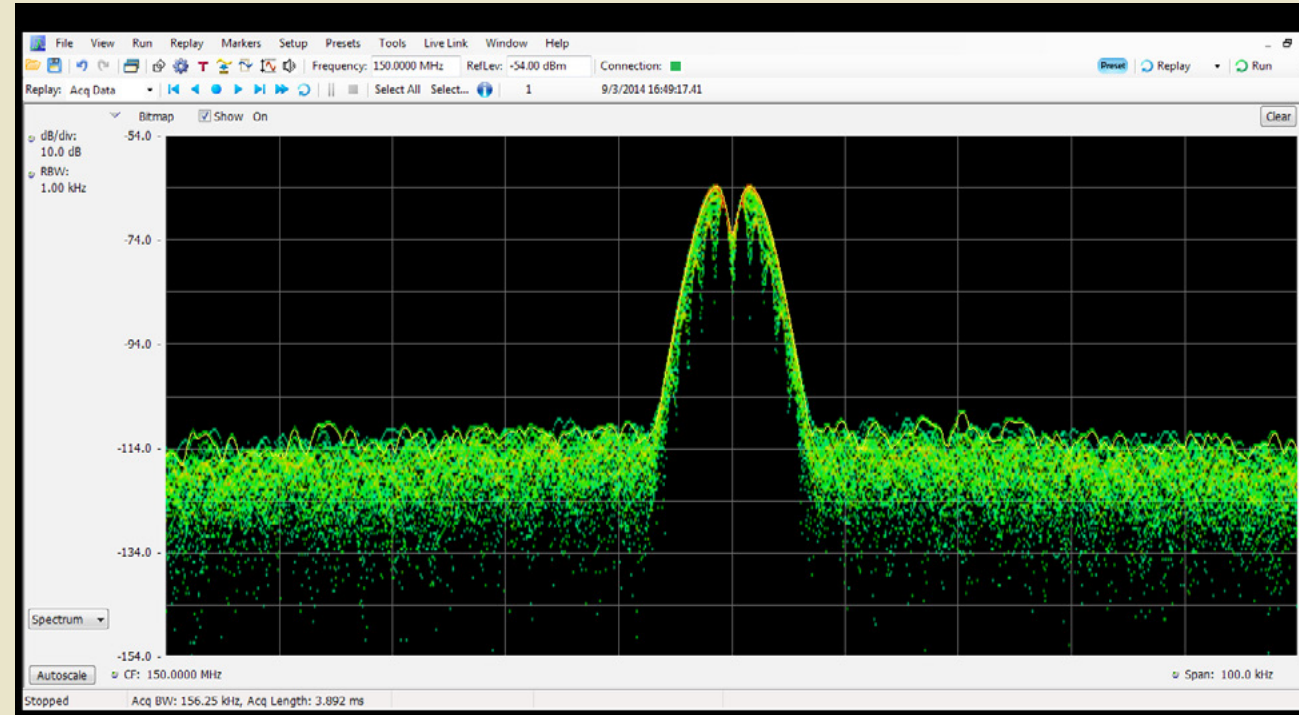 File View Run Replay Markers Setup Presets Tools Live Link Window Help
T Frequency: 150.0000 MHz RefLev: -54.00 dBm Connection: Preset Replay Run
Replay: Acq Data Select All Select... 1 9/3/2014 16:49:17.41
Bitmap Show On Clear
dB/div: -54.0
10.0 dB
RBW:
1.00 kHz
-74.0
-94.0
-114.0
-134.0
Spectrum
-154.0
Autoscale CF: 150.0000 MHz Span: 100.0 kHz
Stopped Acq BW: 156.25 kHz, Acq Length: 3.892 ms